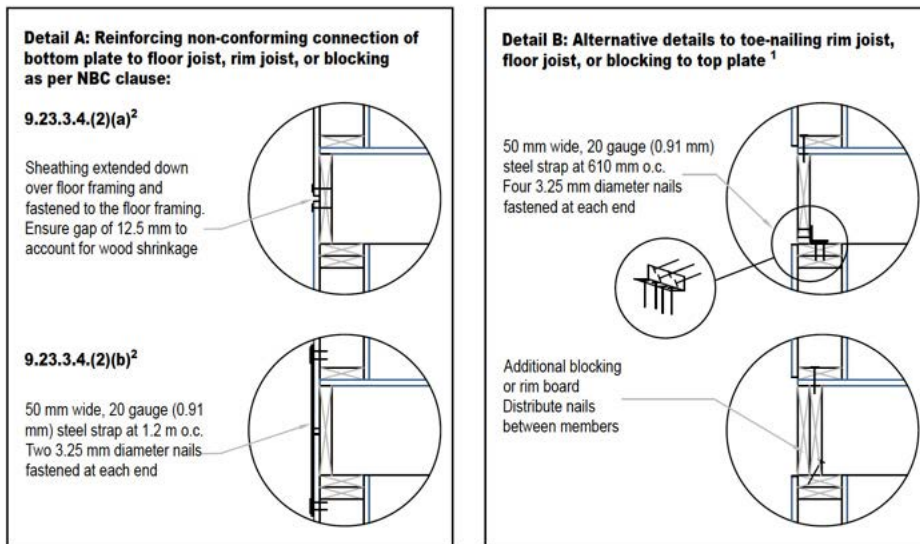 Detail A: Reinforcing non-conforming connection of
bottom plate to floor joist, rim joist, or blocking
as per NBC clause:
9.23.3.4.(2)(a)²
Sheathing extended down
over floor framing and
fastened to the floor framing.
Ensure gap of 12.5 mm to
account for wood shrinkage
9.23.3.4.(2)(b)²
50 mm wide, 20 gauge (0.91
mm) steel strap at 1.2 m o.c.
Two 3.25 mm diameter nails
fastened at each end
Detail B: Alternative details to toe-nailing rim joist,
floor joist, or blocking to top plate ¹
50 mm wide, 20 gauge (0.91 mm)
steel strap at 610 mm o.c.
Four 3.25 mm diameter nails
fastened at each end
Additional blocking
or rim board
Distribute nails
between members